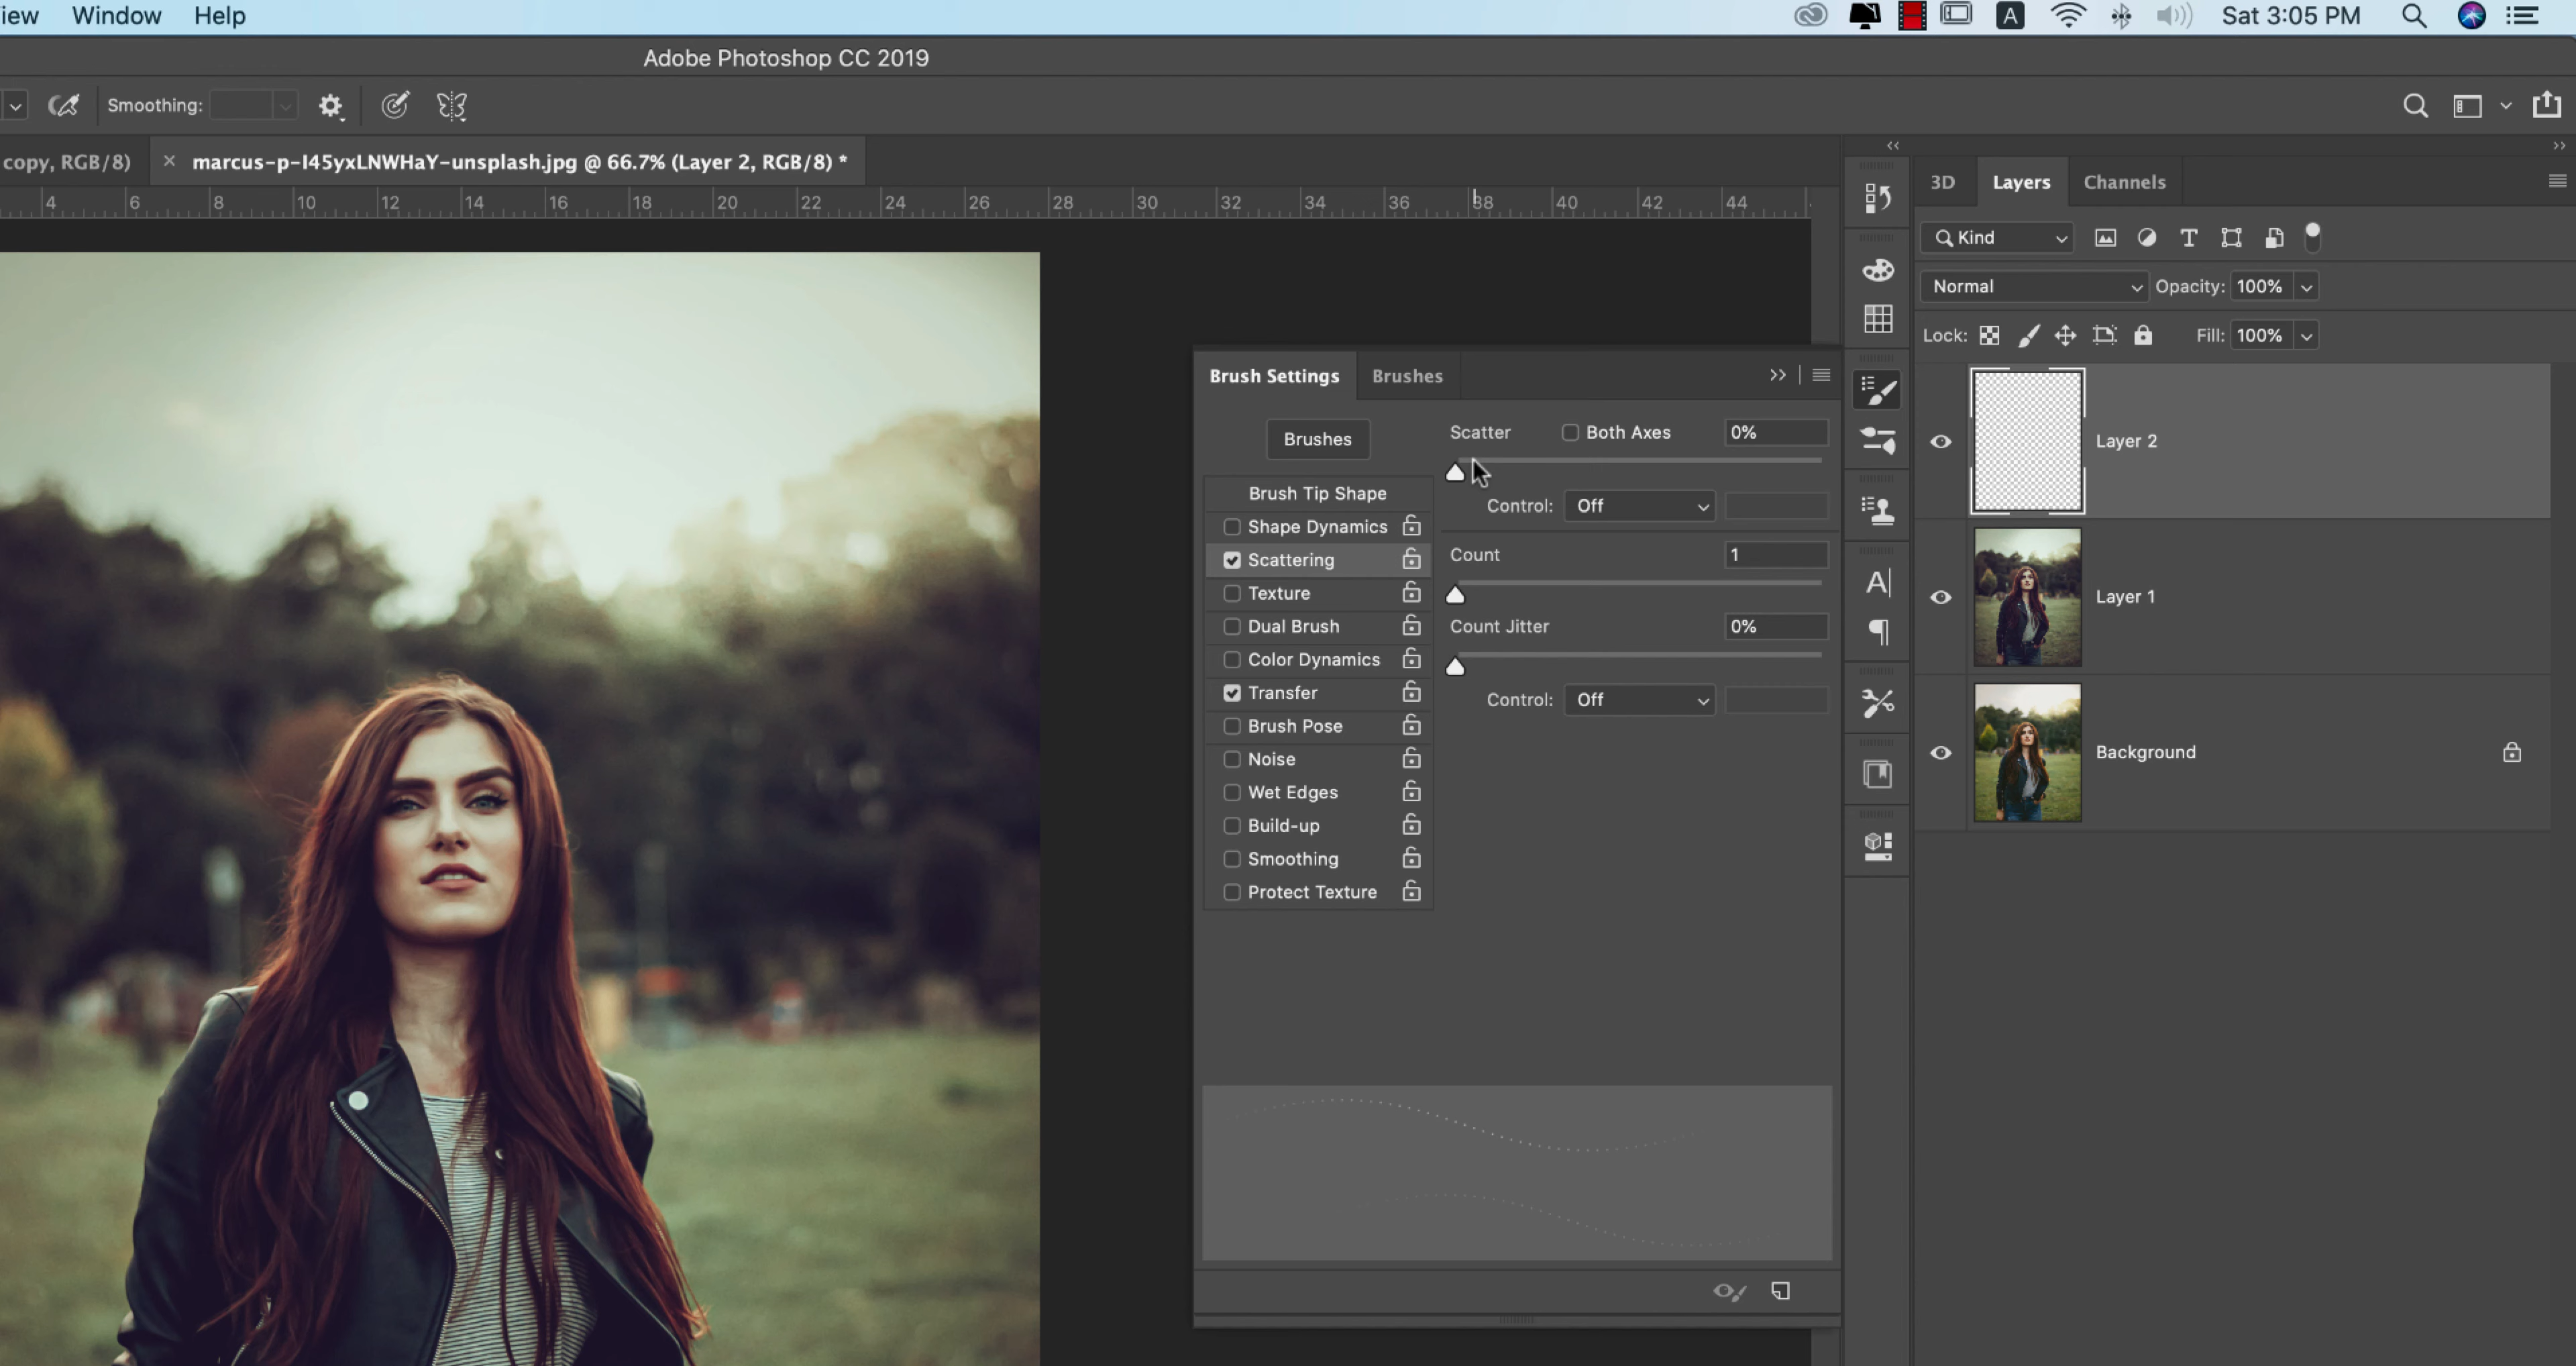 iew Window Help A Sat 3:05 PM
Adobe Photoshop CC 2019
Smoothing:
copy, RGB/8) × marcus-p-I45yxLNWHaY-unsplash.jpg @ 66.7% (Layer 2, RGB/8) *
4 6 8 10 12 14 16 18 20 22 24 26 28 30 32 34 36 38 40 42 44
3D Layers Channels
Kind
Normal Opacity: 100%
Lock: Fill: 100%
Layer 2
Layer 1
Background
Brush Settings Brushes
Brushes
Brush Tip Shape
Shape Dynamics
Scattering
Texture
Dual Brush
Color Dynamics
Transfer
Brush Pose
Noise
Wet Edges
Build-up
Smoothing
Protect Texture
Scatter Both Axes 0%
Control: Off
Count 1
Count Jitter 0%
Control: Off